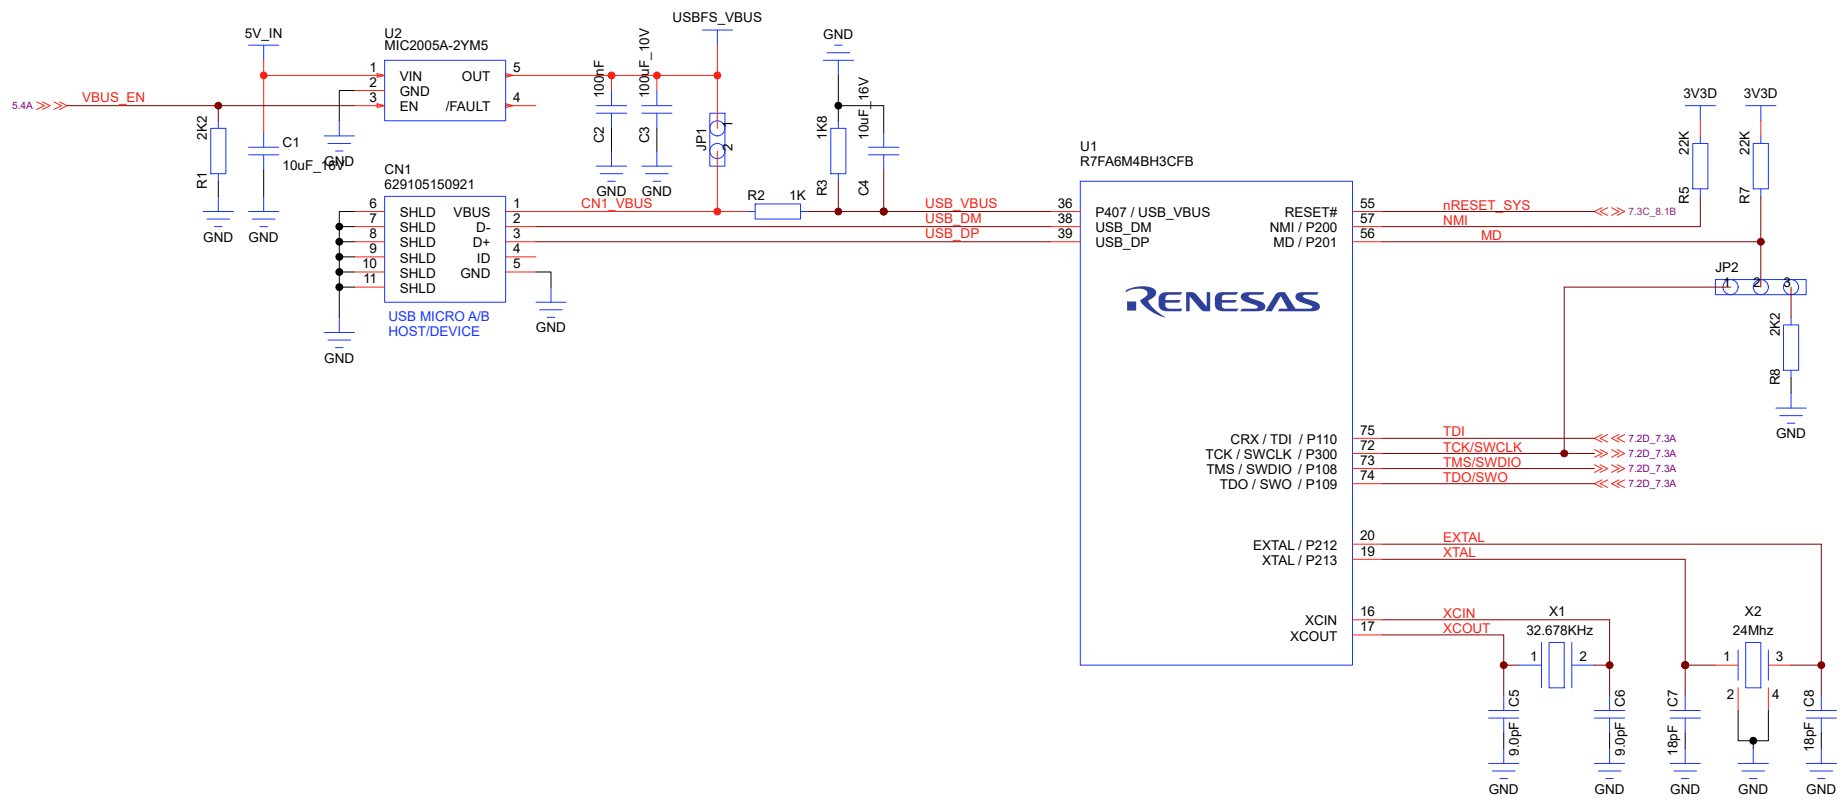 USBFS_VBUS
5V_IN
U2
MIC2005A-2YM5
GND
1 VIN OUT 5
2 GND
3 EN /FAULT 4
5.4A VBUS_EN
2K2
R1
C1
10uF_16V
GND
GND
GND
100nF
C2
GND
100uF_10V
C3
GND
JP1
1
2
1K8
R3
10uF_16V
C4
CN1
629105150921
6 SHLD VBUS 1
7 SHLD D- 2
8 SHLD D+ 3
9 SHLD ID 4
10 SHLD GND 5
11 SHLD
USB MICRO A/B
HOST/DEVICE
GND
GND
CN1_VBUS
R2 1K
USB_VBUS
USB_DM
USB_DP
U1
R7FA6M4BH3CFB
36 P407 / USB_VBUS
38 USB_DM
39 USB_DP
RENESAS
RESET# 55 nRESET_SYS 7.3C_8.1B
NMI / P200 57 NMI
MD / P201 56 MD
3V3D
3V3D
22K
R5
22K
R7
JP2
1 2 3
2K2
R8
GND
CRX / TDI / P110 75 TDI 7.2D_7.3A
TCK / SWCLK / P300 72 TCK/SWCLK 7.2D_7.3A
TMS / SWDIO / P108 73 TMS/SWDIO 7.2D_7.3A
TDO / SWO / P109 74 TDO/SWO 7.2D_7.3A
EXTAL / P212 20 EXTAL
XTAL / P213 19 XTAL
XCIN 16 XCIN
XCOUT 17 XCOUT
X1
32.678KHz
1 2
X2
24Mhz
1 3
2 4
C5
9.0pF
C6
9.0pF
C7
18pF
C8
18pF
GND
GND
GND
GND
GND